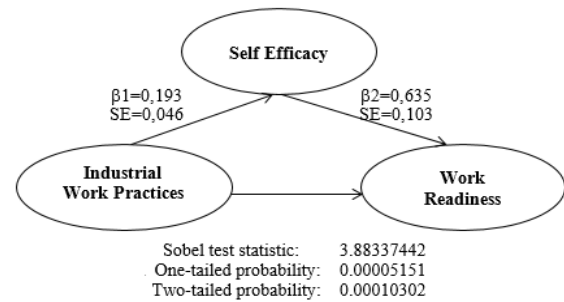 Self Efficacy
β1=0,193
SE=0,046
β2=0,635
SE=0,103
Industrial
Work Practices
Work
Readiness
Sobel test statistic: 3.88337442
One-tailed probability: 0.00005151
Two-tailed probability: 0.00010302